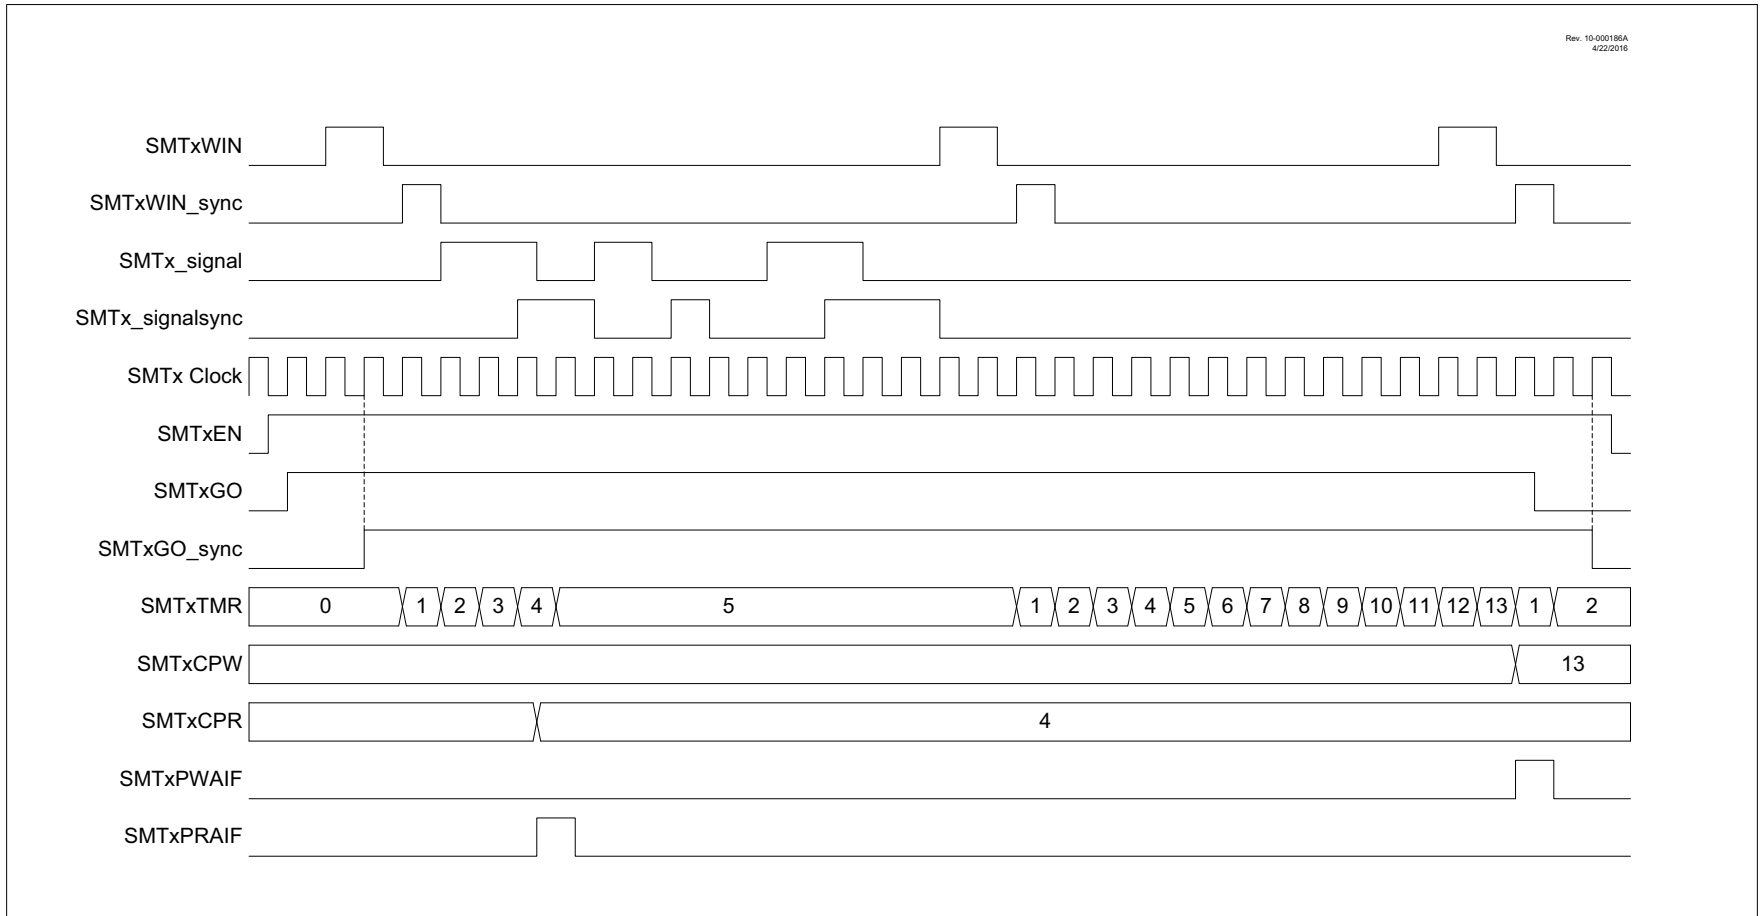 Rev. 10-000186A
4/22/2016
SMTxWIN
SMTxWIN_sync
SMTx_signal
SMTx_signalsync
SMTx Clock
SMTxEN
SMTxGO
SMTxGO_sync
SMTxTMR 0 1 2 3 4 5 1 2 3 4 5 6 7 8 9 10 11 12 13 1 2
SMTxCPW 13
SMTxCPR 4
SMTxPWAIF
SMTxPRAIF